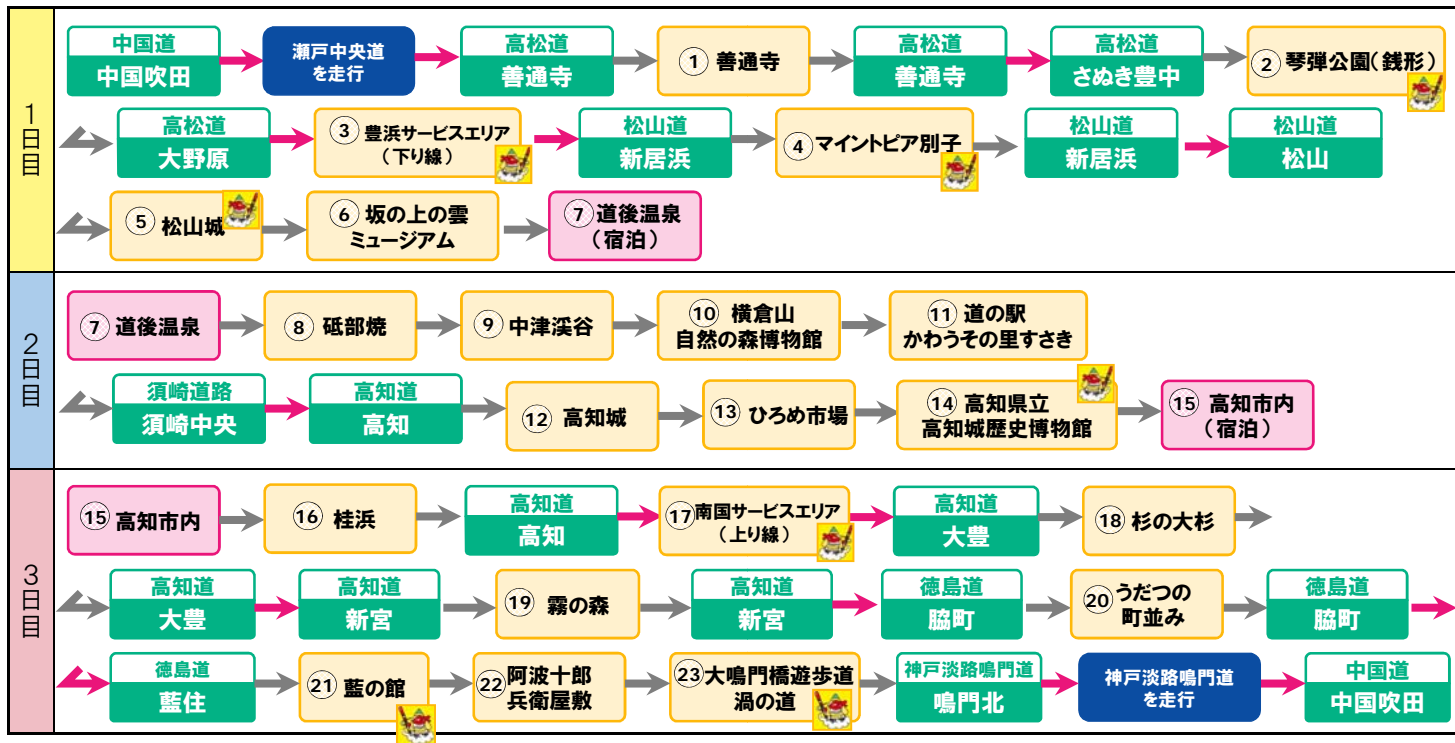 1日目
中国道
中国吹田
瀬戸中央道
を走行
高松道
善通寺
① 善通寺
高松道
善通寺
高松道
さぬき豊中
② 琴弾公園(銭形)
高松道
大野原
③ 豊浜サービスエリア
(下り線)
松山道
新居浜
④ マイントピア別子
松山道
新居浜
松山道
松山
⑤ 松山城
⑥ 坂の上の雲
ミュージアム
⑦ 道後温泉
(宿泊)
2日目
⑦ 道後温泉
⑧ 砥部焼
⑨ 中津渓谷
⑩ 横倉山
自然の森博物館
⑪ 道の駅
かわうその里すさき
須崎道路
須崎中央
高知道
高知
⑫ 高知城
⑬ ひろめ市場
⑭ 高知県立
高知城歴史博物館
⑮ 高知市内
(宿泊)
3日目
⑮ 高知市内
⑯ 桂浜
高知道
高知
⑰ 南国サービスエリア
(上り線)
高知道
大豊
⑱ 杉の大杉
高知道
大豊
高知道
新宮
⑲ 霧の森
高知道
新宮
徳島道
脇町
⑳ うだつの
町並み
徳島道
脇町
徳島道
藍住
㉑ 藍の館
㉒ 阿波十郎
兵衛屋敷
㉓ 大鳴門橋遊歩道
渦の道
神戸淡路鳴門道
鳴門北
神戸淡路鳴門道
を走行
中国道
中国吹田